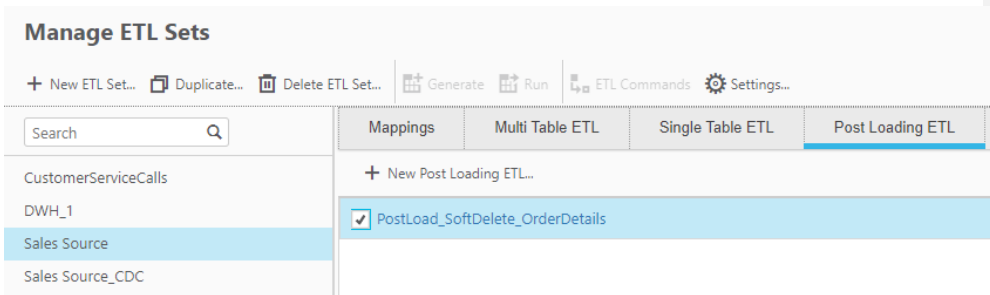 Manage ETL Sets
+ New ETL Set... Duplicate... Delete ETL Set... Generate Run ETL Commands Settings...
Search
Mappings Multi Table ETL Single Table ETL Post Loading ETL
+ New Post Loading ETL...
CustomerServiceCalls
DWH_1
Sales Source
Sales Source_CDC
PostLoad_SoftDelete_OrderDetails